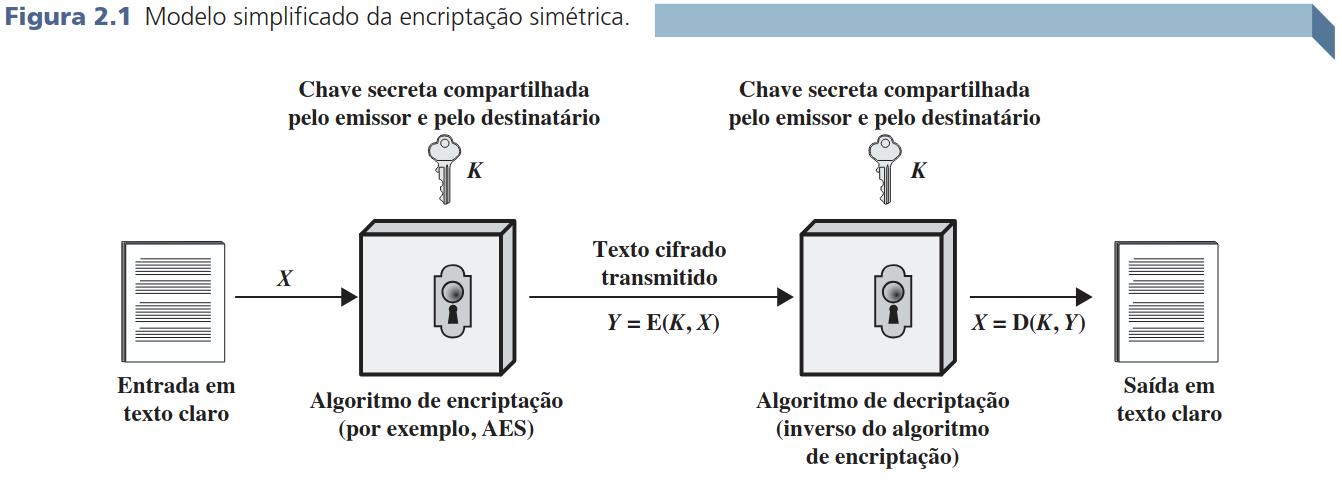 Figura 2.1 Modelo simplificado da encriptação simétrica.
Chave secreta compartilhada
pelo emissor e pelo destinatário
K
Chave secreta compartilhada
pelo emissor e pelo destinatário
K
X
Texto cifrado
transmitido
Y = E(K, X)
X = D(K, Y)
Entrada em
texto claro
Algoritmo de encriptação
(por exemplo, AES)
Algoritmo de decriptação
(inverso do algoritmo
de encriptação)
Saída em
texto claro